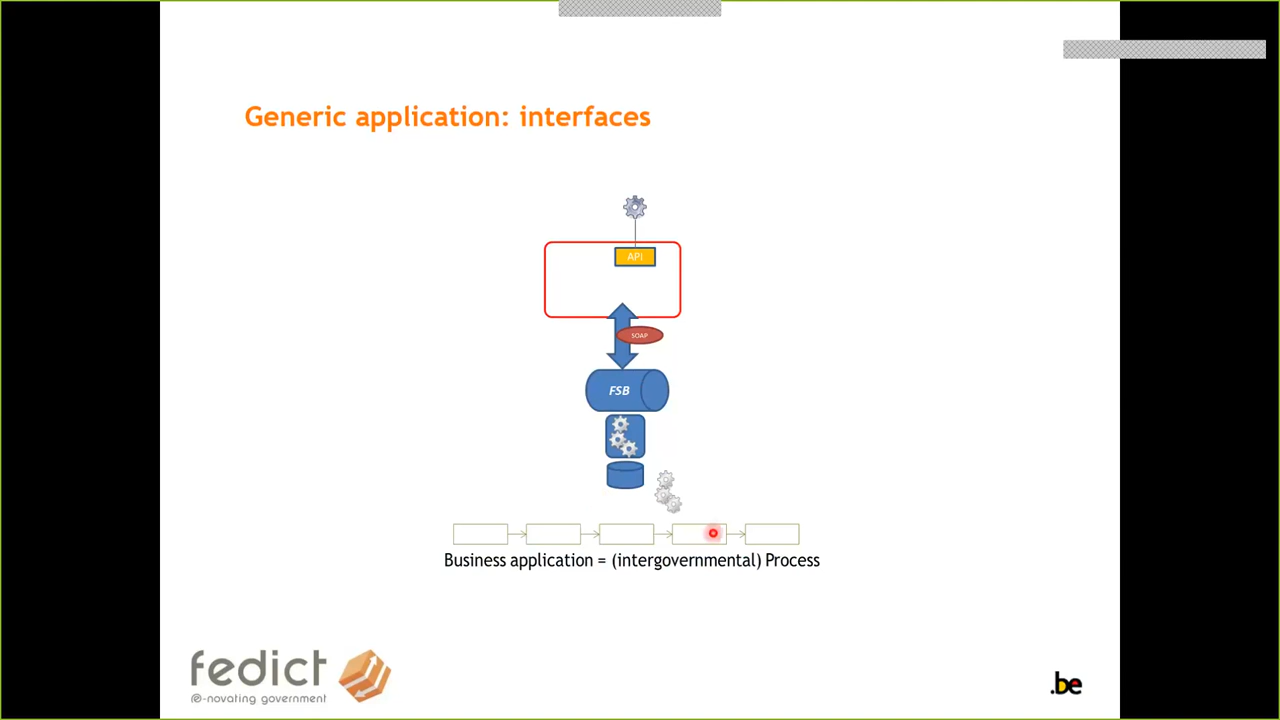 Generic application: interfaces
API
SOAP
FSB
Business application = (intergovernmental) Process
fedict
e-novating government
.be